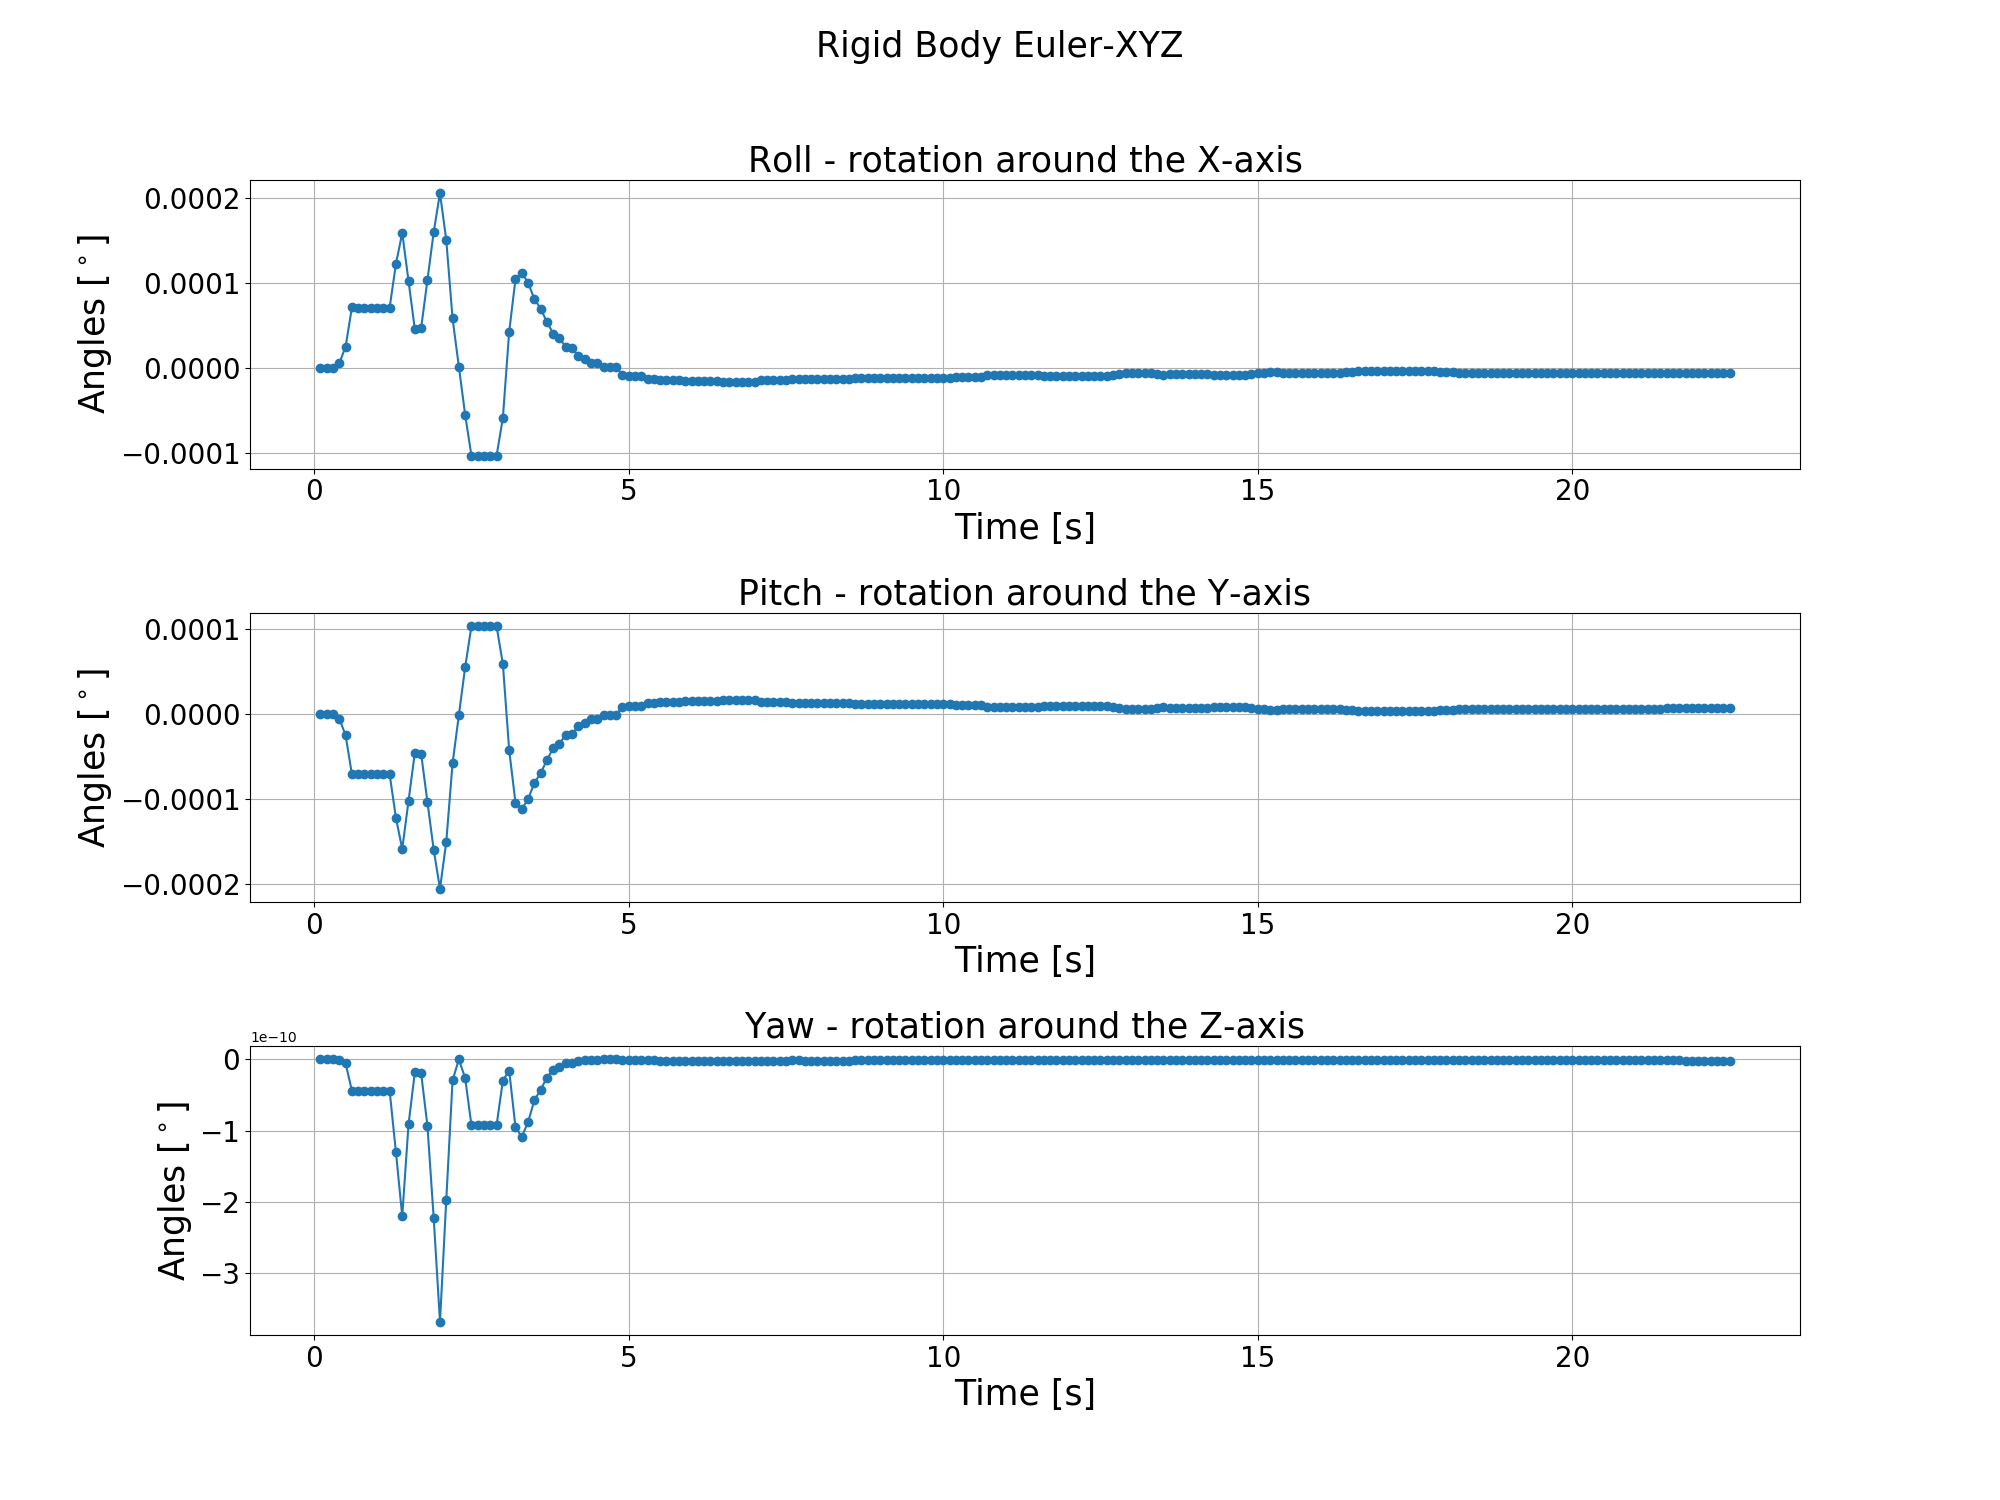 Rigid Body Euler-XYZ
Roll - rotation around the X-axis
Angles [ ° ]
0.0002
0.0001
0.0000
−0.0001
0 5 10 15 20
Time [s]
Pitch - rotation around the Y-axis
Angles [ ° ]
0.0001
0.0000
−0.0001
−0.0002
0 5 10 15 20
Time [s]
Yaw - rotation around the Z-axis
1e−10
Angles [ ° ]
0
−1
−2
−3
0 5 10 15 20
Time [s]